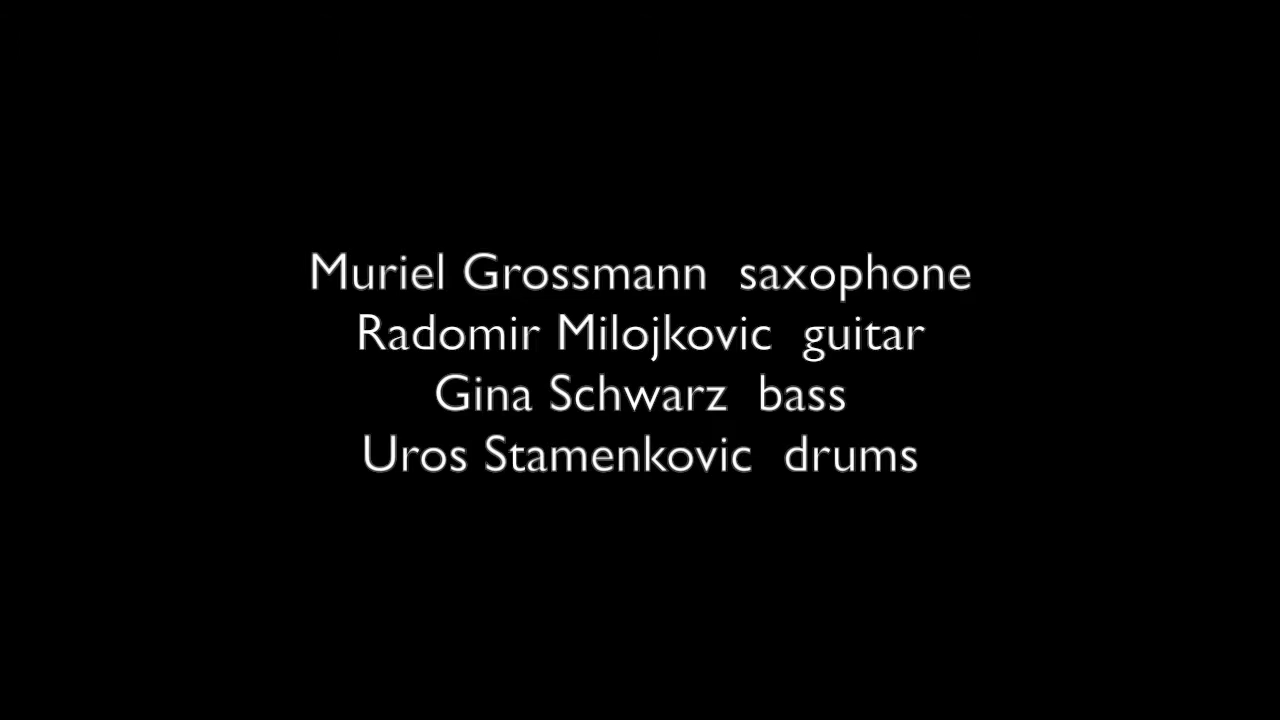 Muriel Grossmann  saxophone
Radomir Milojkovic  guitar
Gina Schwarz  bass
Uros Stamenkovic  drums